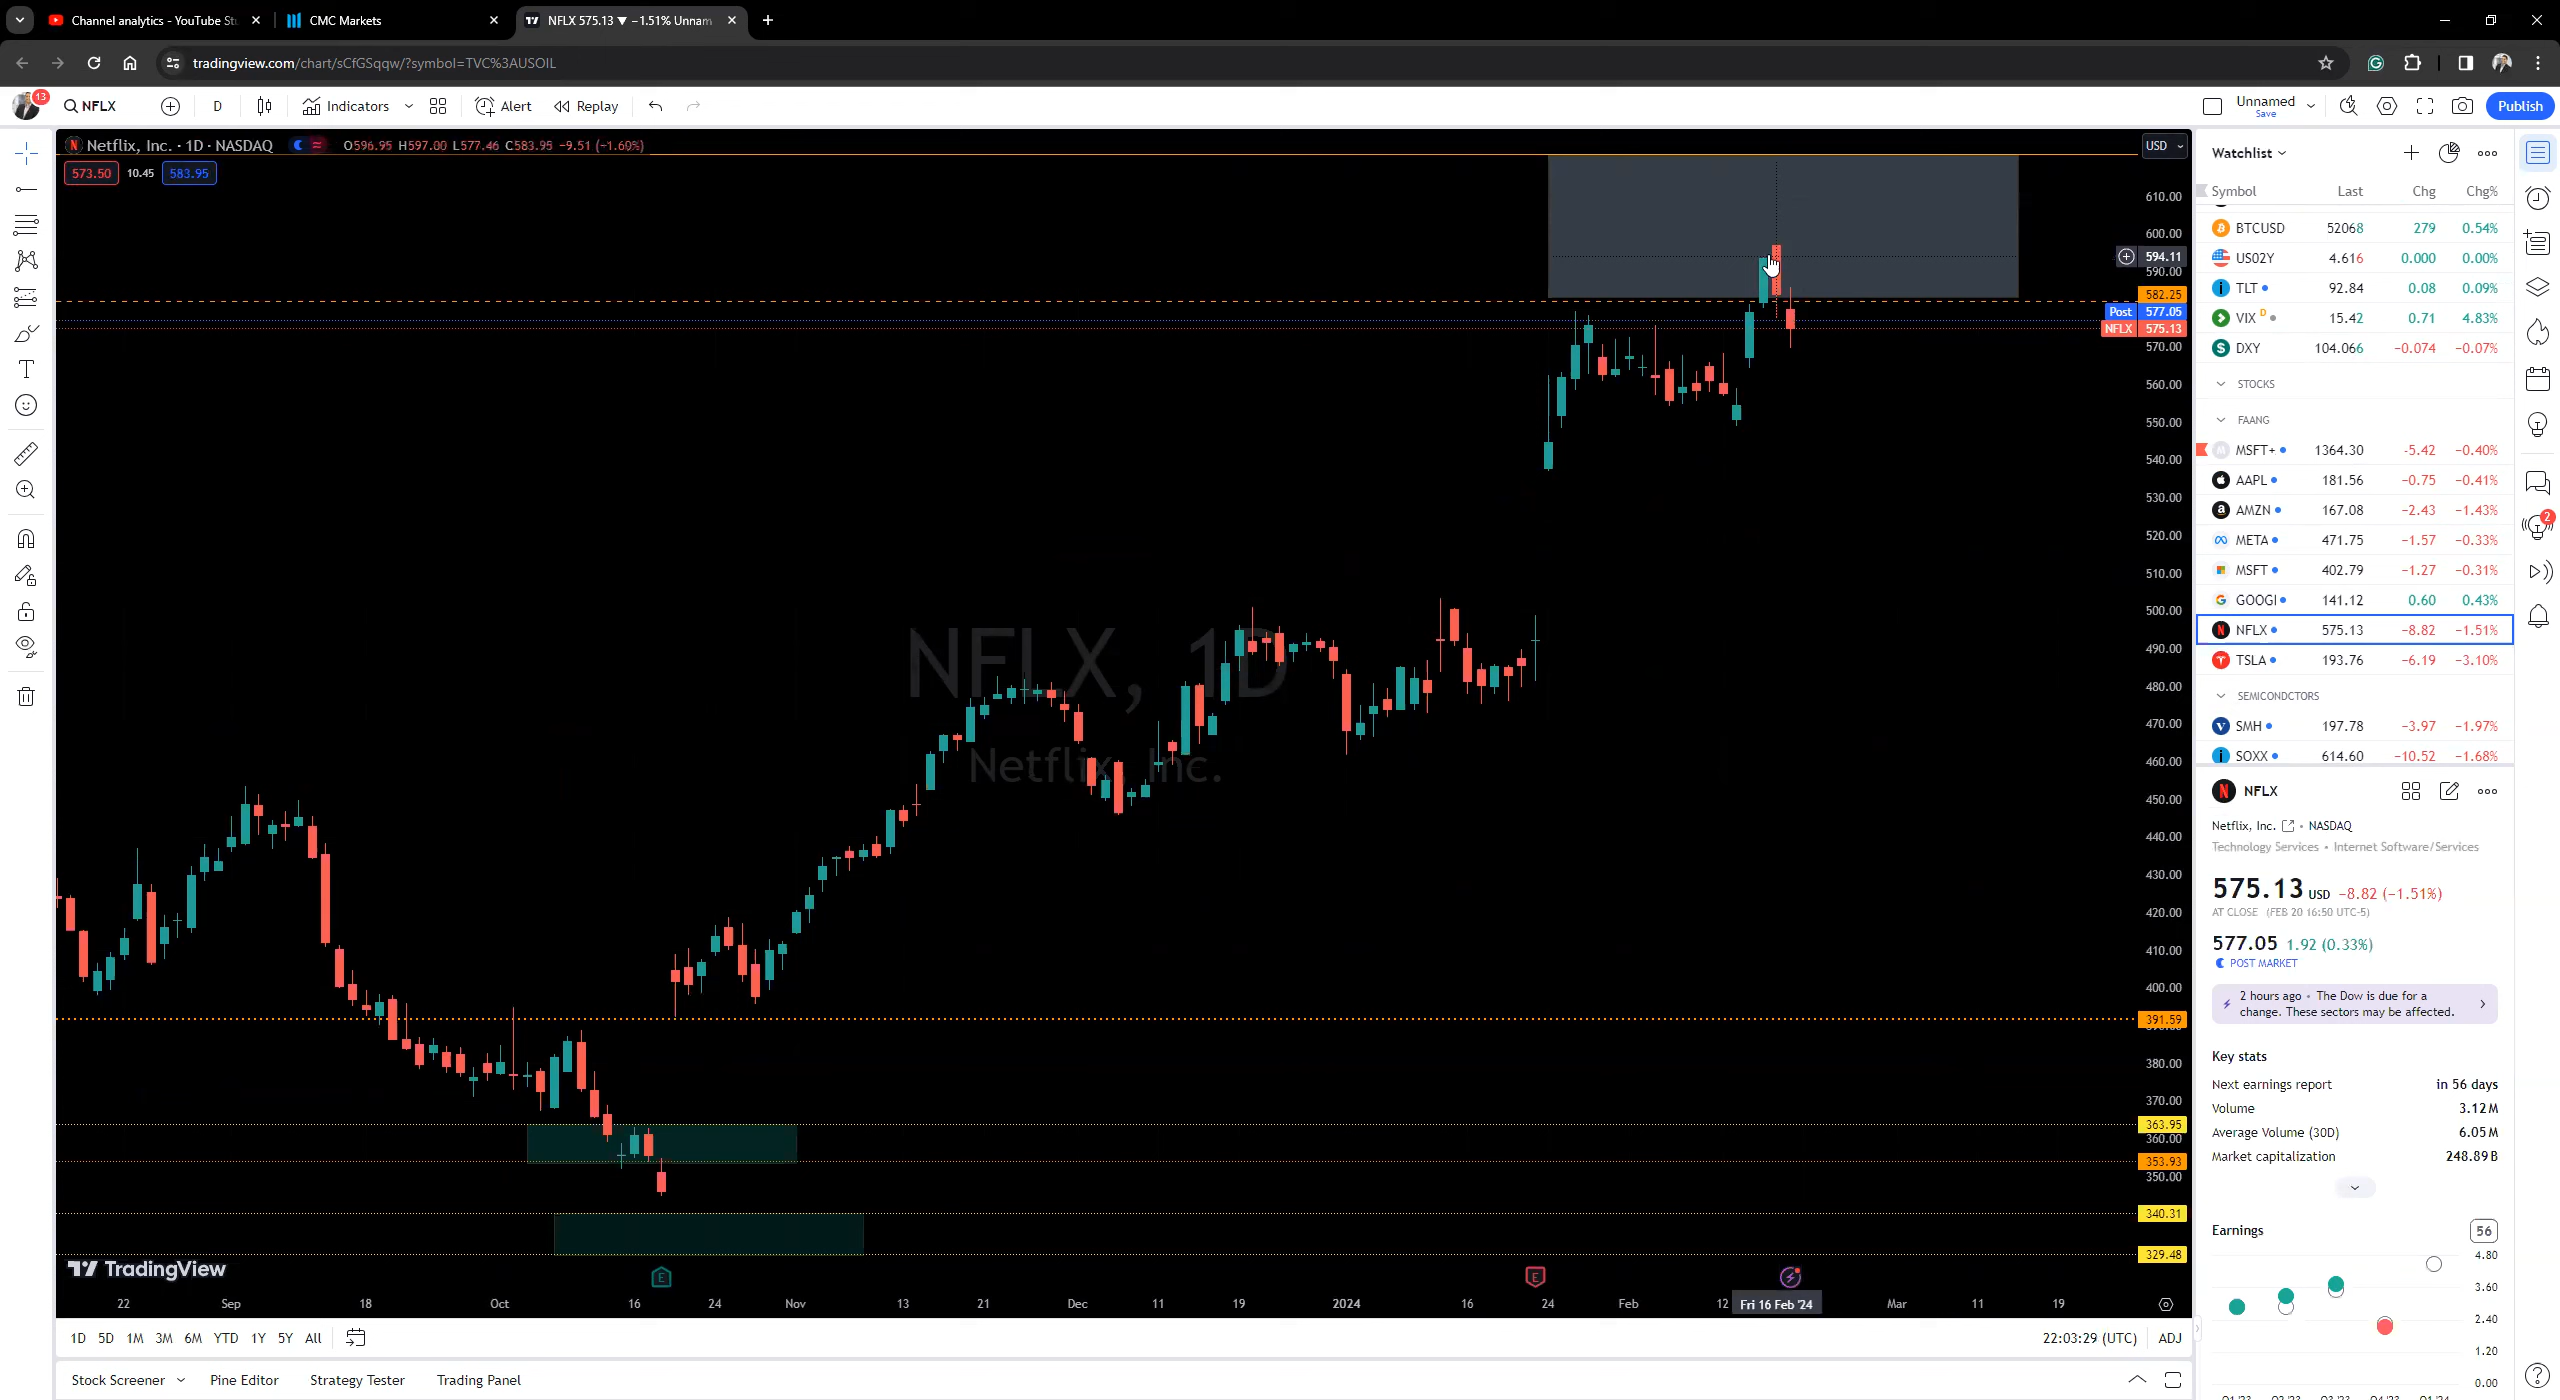 Channel analytics - YouTube St
CMC Markets
NFLX 575.13 ▼ −1.51% Unnam
tradingview.com/chart/sCfGSqqw/?symbol=TVC%3AUSOIL
13
NFLX
D
Indicators
Alert
Replay
Unnamed
Save
Publish
Netflix, Inc. · 1D · NASDAQ
O596.95 H597.00 L577.46 C583.95 −9.51 (−1.60%)
573.50
10.45
583.95
USD
610.00
600.00
594.11
590.00
582.25
Post 577.05
NFLX 575.13
570.00
560.00
550.00
540.00
530.00
520.00
510.00
500.00
490.00
480.00
470.00
460.00
450.00
440.00
430.00
420.00
410.00
400.00
391.59
380.00
370.00
363.95
360.00
353.93
350.00
340.31
329.48
NFLX, 1D
Netflix, Inc.
TradingView
E
E
22
Sep
18
Oct
16
24
Nov
13
21
Dec
11
19
2024
16
24
Feb
12
Fri 16 Feb '24
Mar
11
19
1D 5D 1M 3M 6M YTD 1Y 5Y All
22:03:29 (UTC)
ADJ
Stock Screener
Pine Editor
Strategy Tester
Trading Panel
Watchlist
Symbol Last Chg Chg%
BTCUSD 52068 279 0.54%
US02Y 4.616 0.000 0.00%
TLT 92.84 0.08 0.09%
VIX D 15.42 0.71 4.83%
DXY 104.066 −0.074 −0.07%
STOCKS
FAANG
MSFT+ 1364.30 -5.42 −0.40%
AAPL 181.56 −0.75 −0.41%
AMZN 167.08 −2.43 −1.43%
META 471.75 −1.57 −0.33%
MSFT 402.79 −1.27 −0.31%
GOOGl 141.12 0.60 0.43%
NFLX 575.13 −8.82 −1.51%
TSLA 193.76 −6.19 −3.10%
SEMICONDCTORS
SMH 197.78 −3.97 −1.97%
SOXX 614.60 −10.52 −1.68%
NFLX
Netflix, Inc. • NASDAQ
Technology Services • Internet Software/Services
575.13 USD −8.82 (−1.51%)
AT CLOSE (FEB 20 16:50 UTC-5)
577.05 1.92 (0.33%)
POST MARKET
2 hours ago • The Dow is due for a
change. These sectors may be affected.
Key stats
Next earnings report in 56 days
Volume 3.12M
Average Volume (30D) 6.05M
Market capitalization 248.89B
Earnings
56
4.80
3.60
2.40
1.20
0.00
2